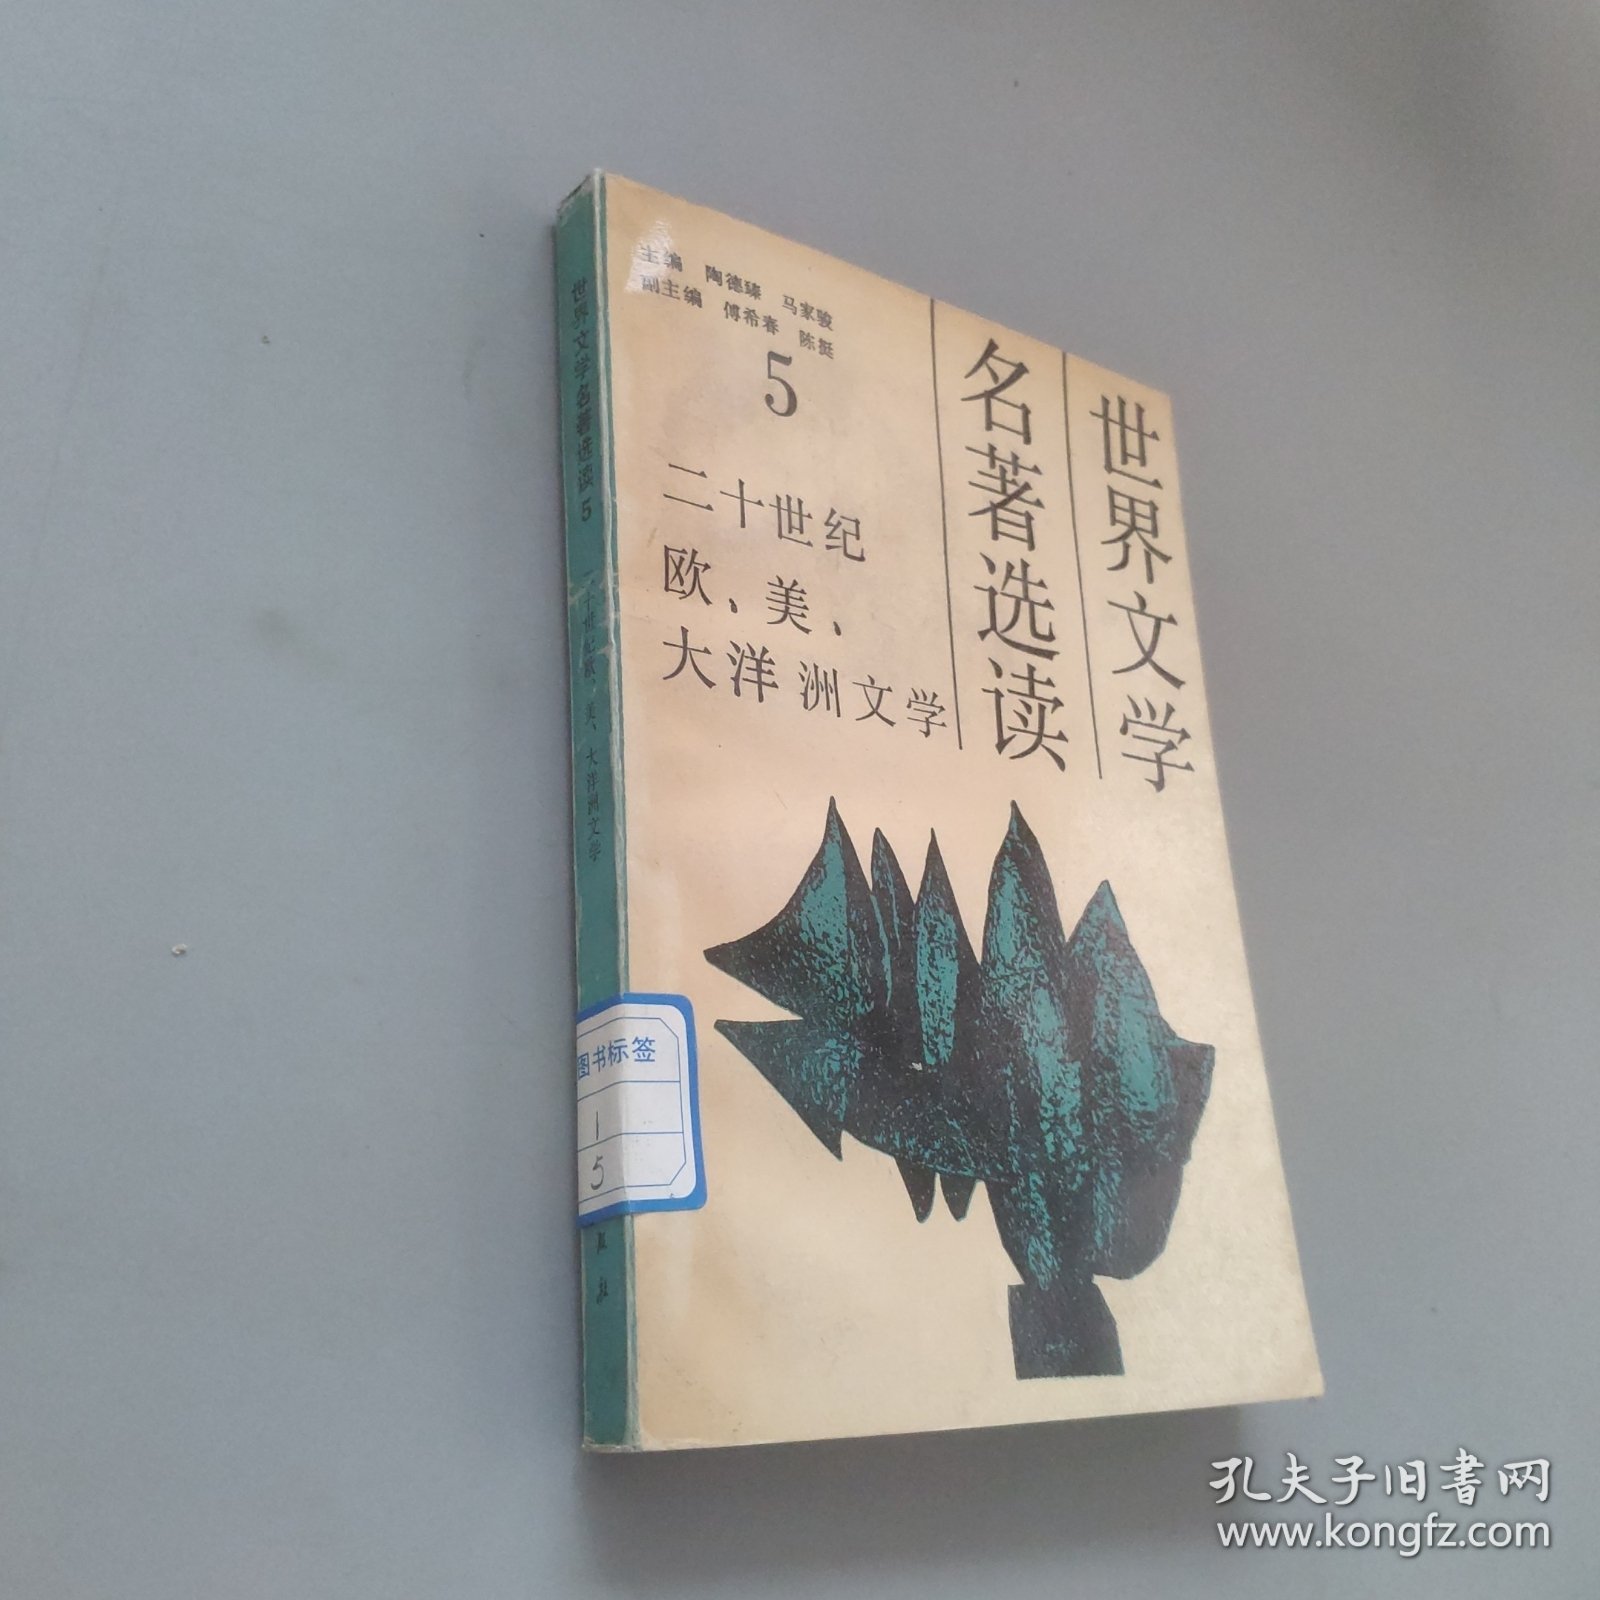 主编 陶德臻 马家骏
副主编 傅希春 陈挺
5
二十世纪
欧、美、
大洋洲文学
世界文学
名著选读
世界文学名著选读 5 二十世纪欧、美、大洋洲文学
图书标签
1
5
版社
孔夫子旧书网
www.kongfz.com